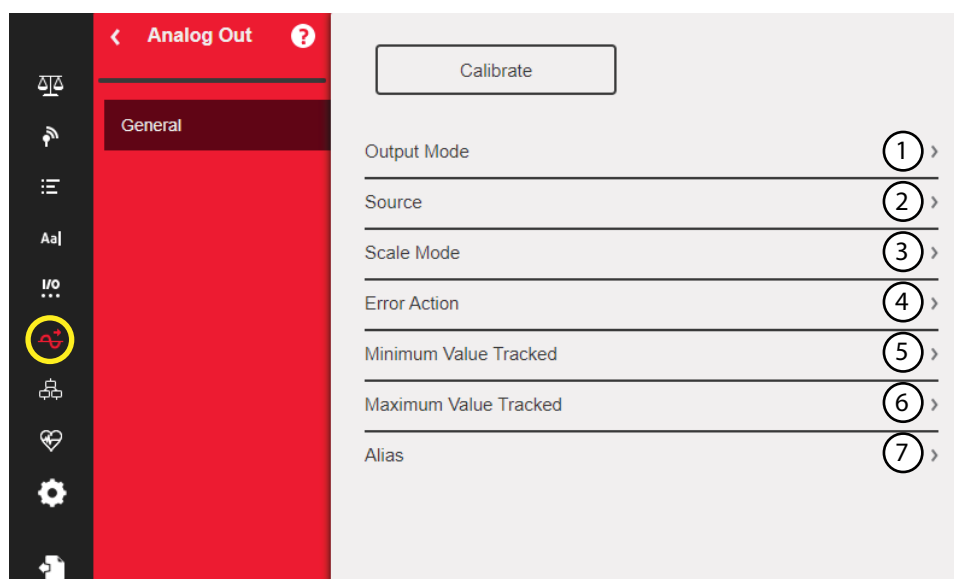 Analog Out ?
General
Aa
I/O
Calibrate
Output Mode 1
Source 2
Scale Mode 3
Error Action 4
Minimum Value Tracked 5
Maximum Value Tracked 6
Alias 7